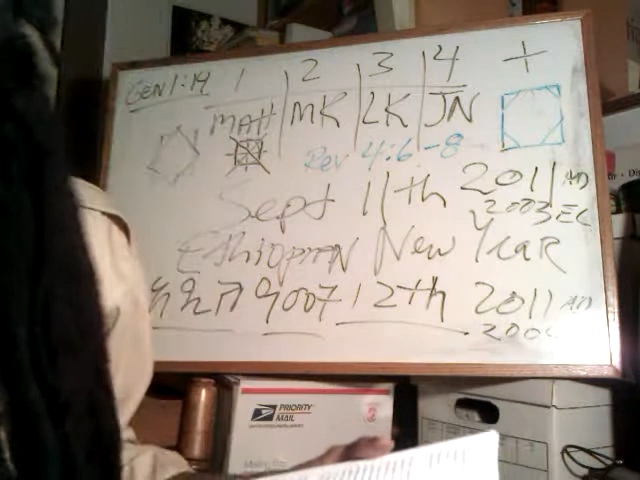 GEN 1:14 1 2 3 4 +
MATT MK LK JN
Rev 4:6-8
Sept 11th 2011 AD
2003 EC
Ethiopian New Year
12th 2011 AD
PRIORITY
MAIL